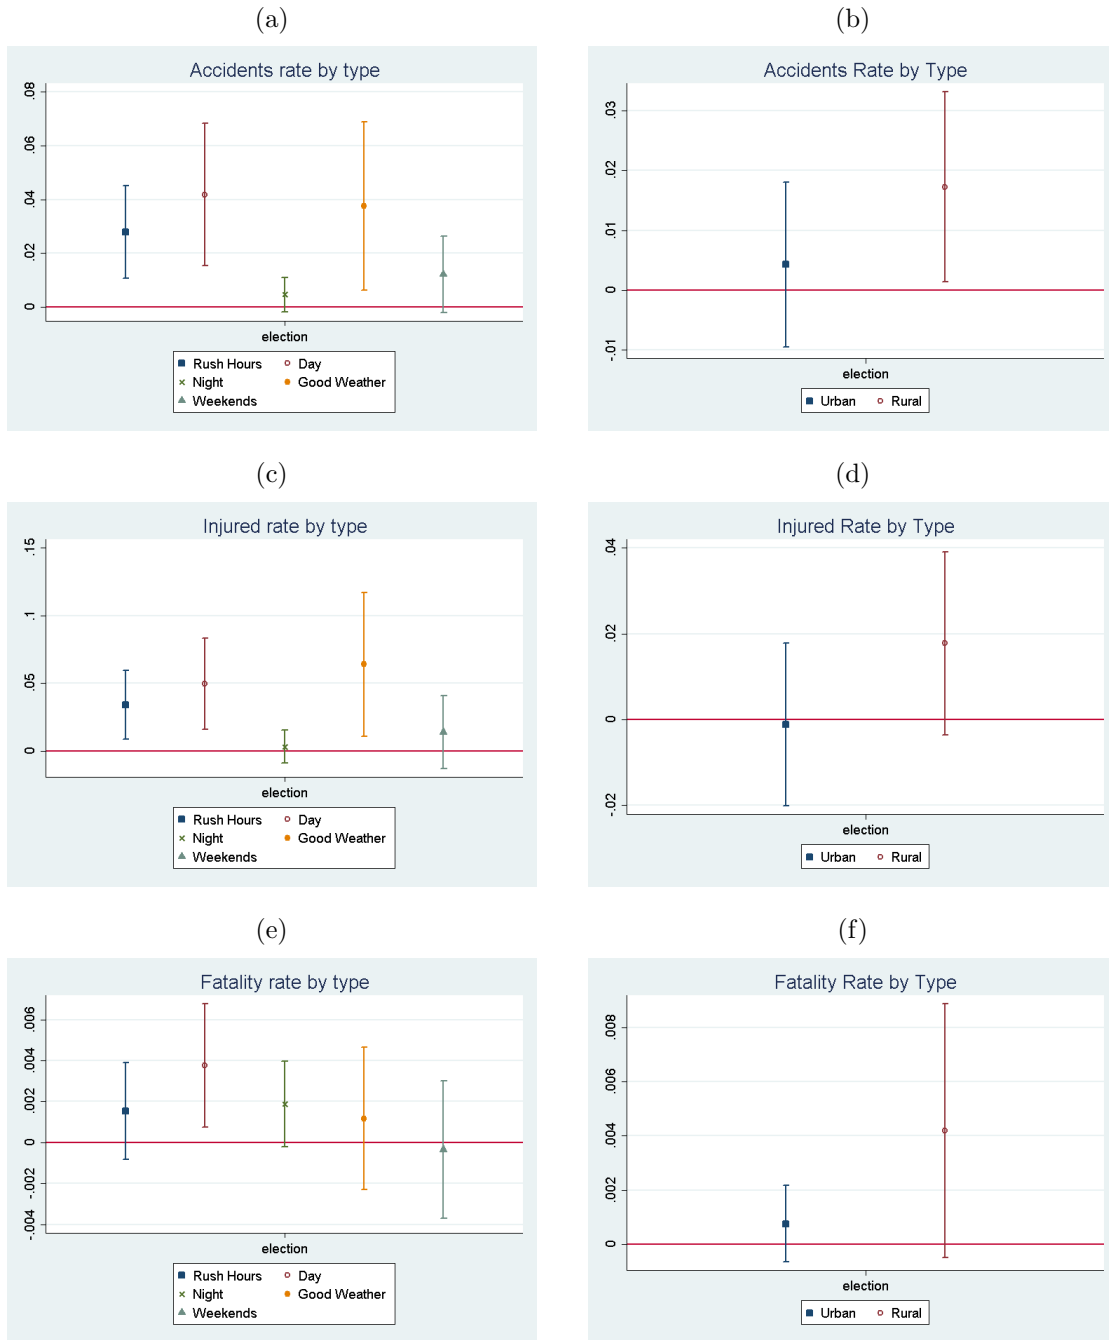 (a)
Accidents rate by type
.08
.06
.04
.02
0
election
Rush Hours Day
Night Good Weather
Weekends
(b)
Accidents Rate by Type
.03
.02
.01
0
-.01
election
Urban Rural
(c)
Injured rate by type
.15
.1
.05
0
election
Rush Hours Day
Night Good Weather
Weekends
(d)
Injured Rate by Type
.04
.02
0
-.02
election
Urban Rural
(e)
Fatality rate by type
.006
.004
.002
0
-.002
-.004
election
Rush Hours Day
Night Good Weather
Weekends
(f)
Fatality Rate by Type
.008
.006
.004
.002
0
election
Urban Rural